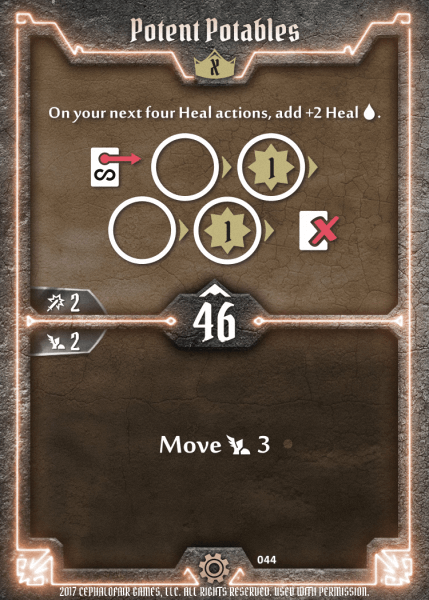 Potent Potables
X
On your next four Heal actions, add +2 Heal.
1
1
2
46
2
Move 3
044
2017 Cephalofair Games, LLC. All rights reserved. Used with permission.